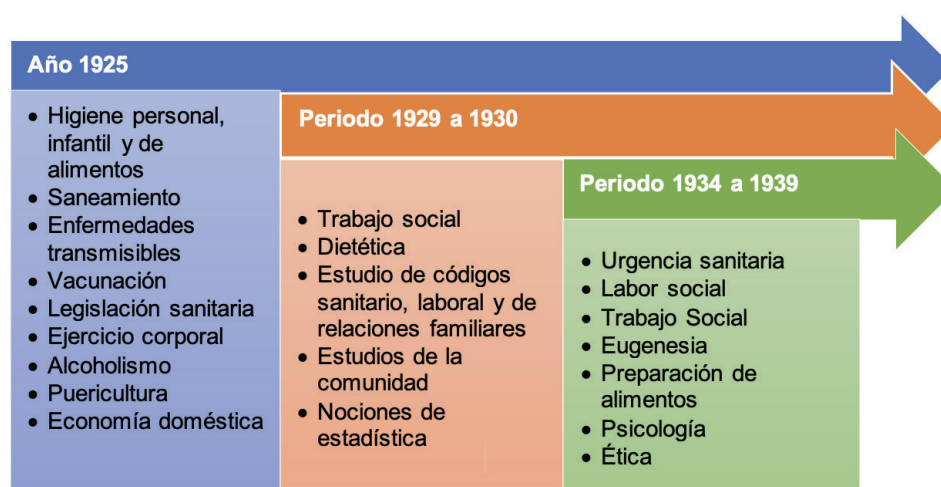 Año 1925
• Higiene personal,
infantil y de
alimentos
• Saneamiento
• Enfermedades
transmisibles
• Vacunación
• Legislación sanitaria
• Ejercicio corporal
• Alcoholismo
• Puericultura
• Economía doméstica
Periodo 1929 a 1930
• Trabajo social
• Dietética
• Estudio de códigos
sanitario, laboral y de
relaciones familiares
• Estudios de la
comunidad
• Nociones de
estadística
Periodo 1934 a 1939
• Urgencia sanitaria
• Labor social
• Trabajo Social
• Eugenesia
• Preparación de
alimentos
• Psicología
• Ética